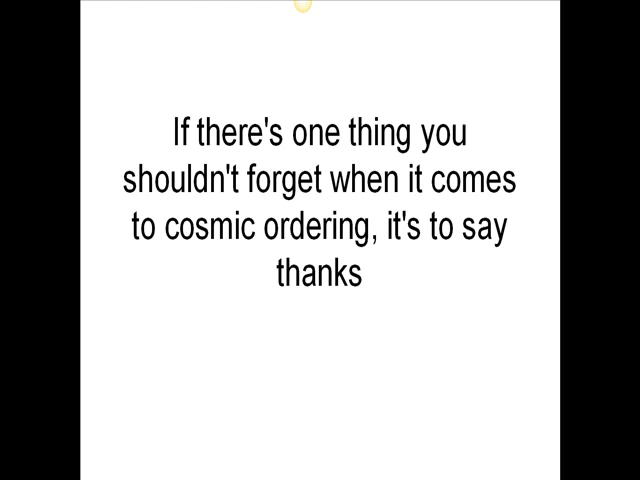 If there's one thing you
shouldn't forget when it comes
to cosmic ordering, it's to say
thanks